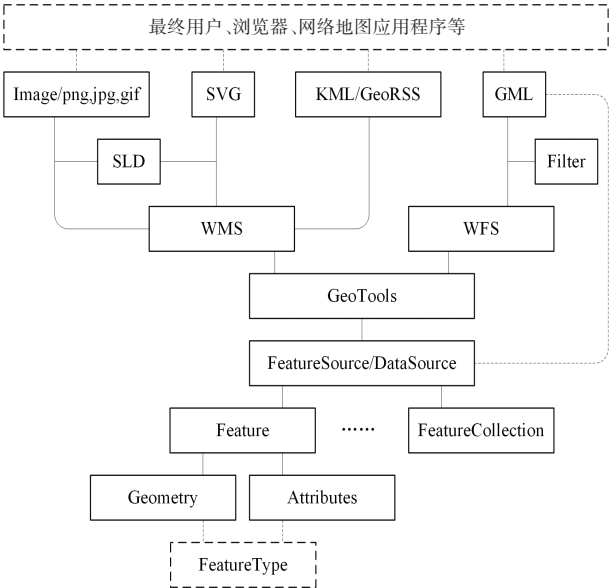 最终用户、浏览器、网络地图应用程序等
Image/png,jpg,gif
SVG
KML/GeoRSS
GML
SLD
Filter
WMS
WFS
GeoTools
FeatureSource/DataSource
Feature
……
FeatureCollection
Geometry
Attributes
FeatureType